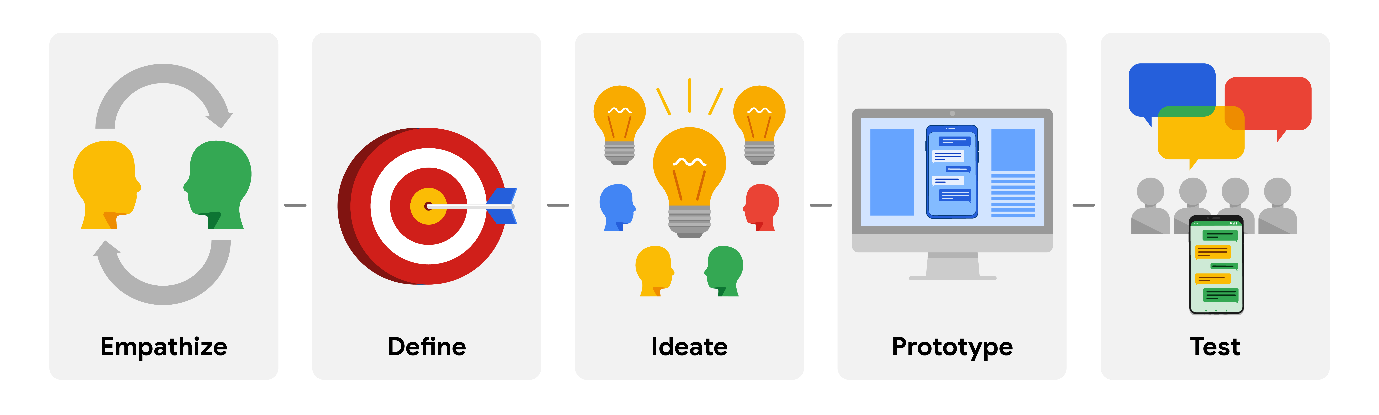 Empathize
Define
Ideate
Prototype
Test